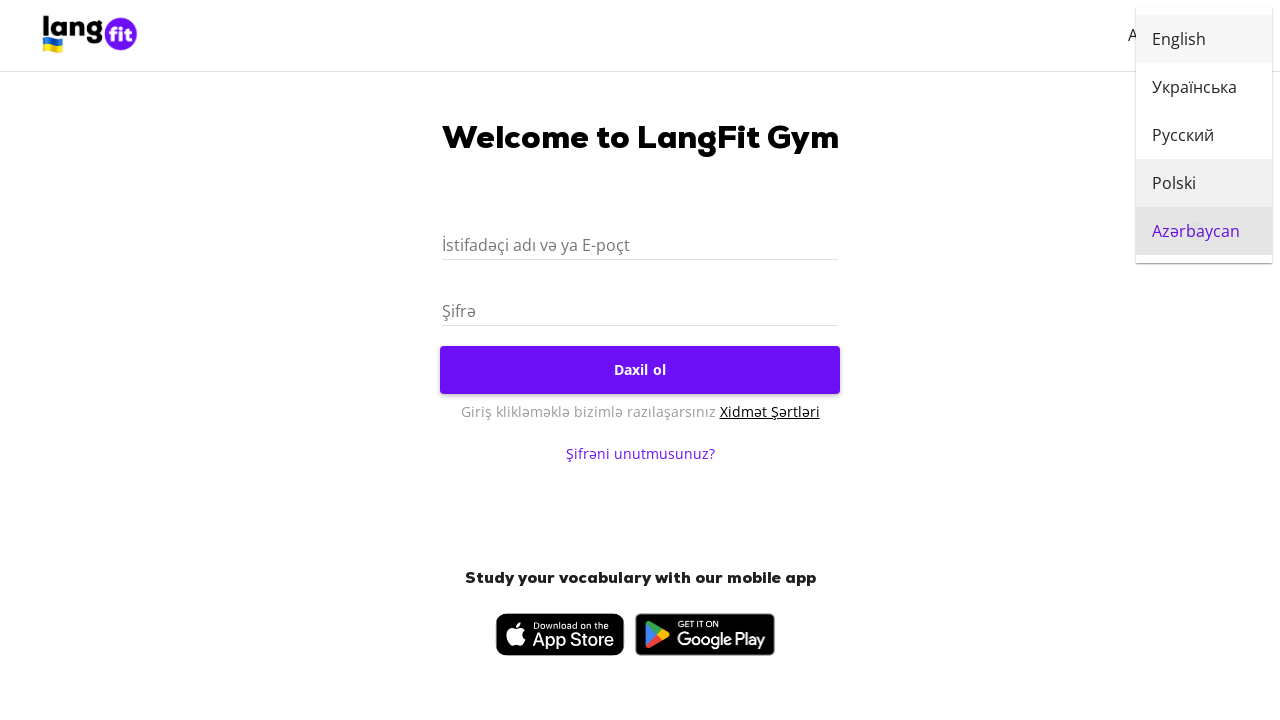 lang
fit
A
English
Українська
Русский
Polski
Azərbaycan
Welcome to LangFit Gym
İstifadəçi adı və ya E-poçt
Şifrə
Daxil ol
Giriş klikləməklə bizimlə razılaşarsınız Xidmət Şərtləri
Şifrəni unutmusunuz?
Study your vocabulary with our mobile app
Download on the
App Store
GET IT ON
Google Play